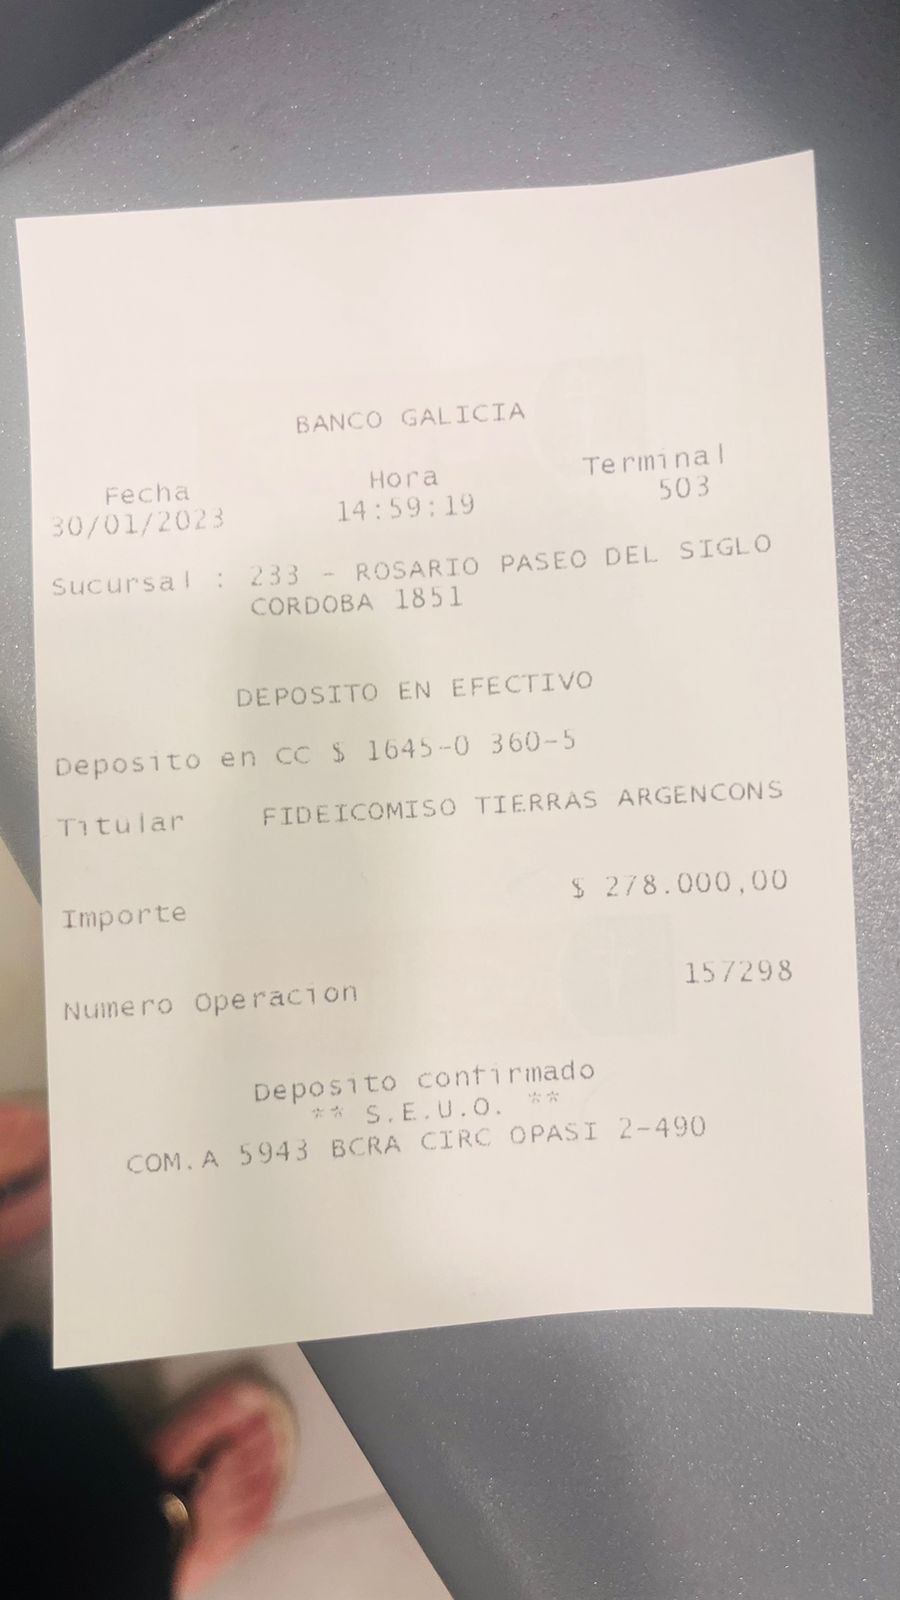 BANCO GALICIA
Fecha Hora Terminal
30/01/2023 14:59:19 503
Sucursal : 233 - ROSARIO PASEO DEL SIGLO
CORDOBA 1851
DEPOSITO EN EFECTIVO
Deposito en CC $ 1645-0 360-5
Titular FIDEICOMISO TIERRAS ARGENCONS
Importe $ 278.000,00
Numero Operacion 157298
Deposito confirmado
** S.E.U.O. **
COM.A 5943 BCRA CIRC OPASI 2-490